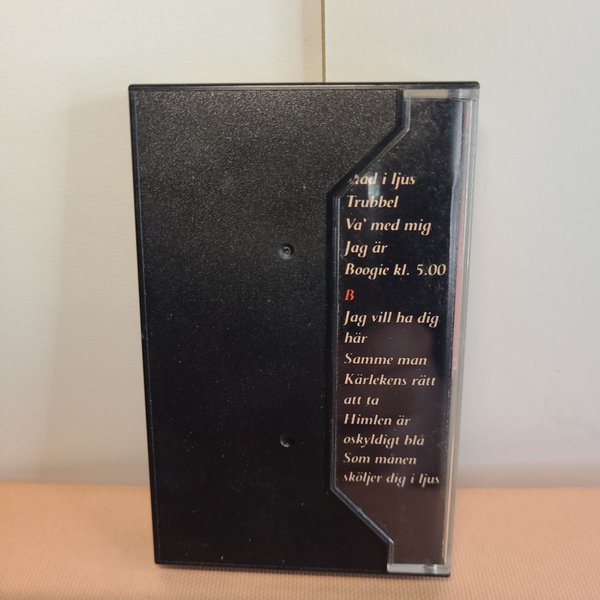 i ljus
Trubbel
Va' med mig
Jag är
Boogie kl. 5.00
B
Jag vill ha dig
här
Samme man
Kärlekens rätt
att ta
Himlen är
oskyldigt blå
Som månen
sköljer dig i ljus